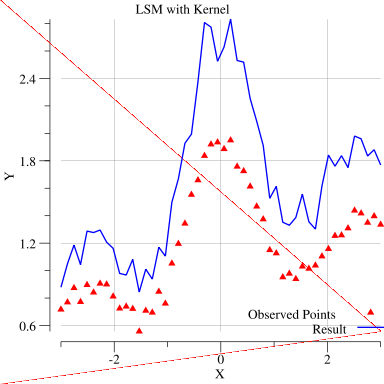 LSM with Kernel
2.4
1.8
1.2
0.6
Y
-2
0
2
X
Observed Points
Result